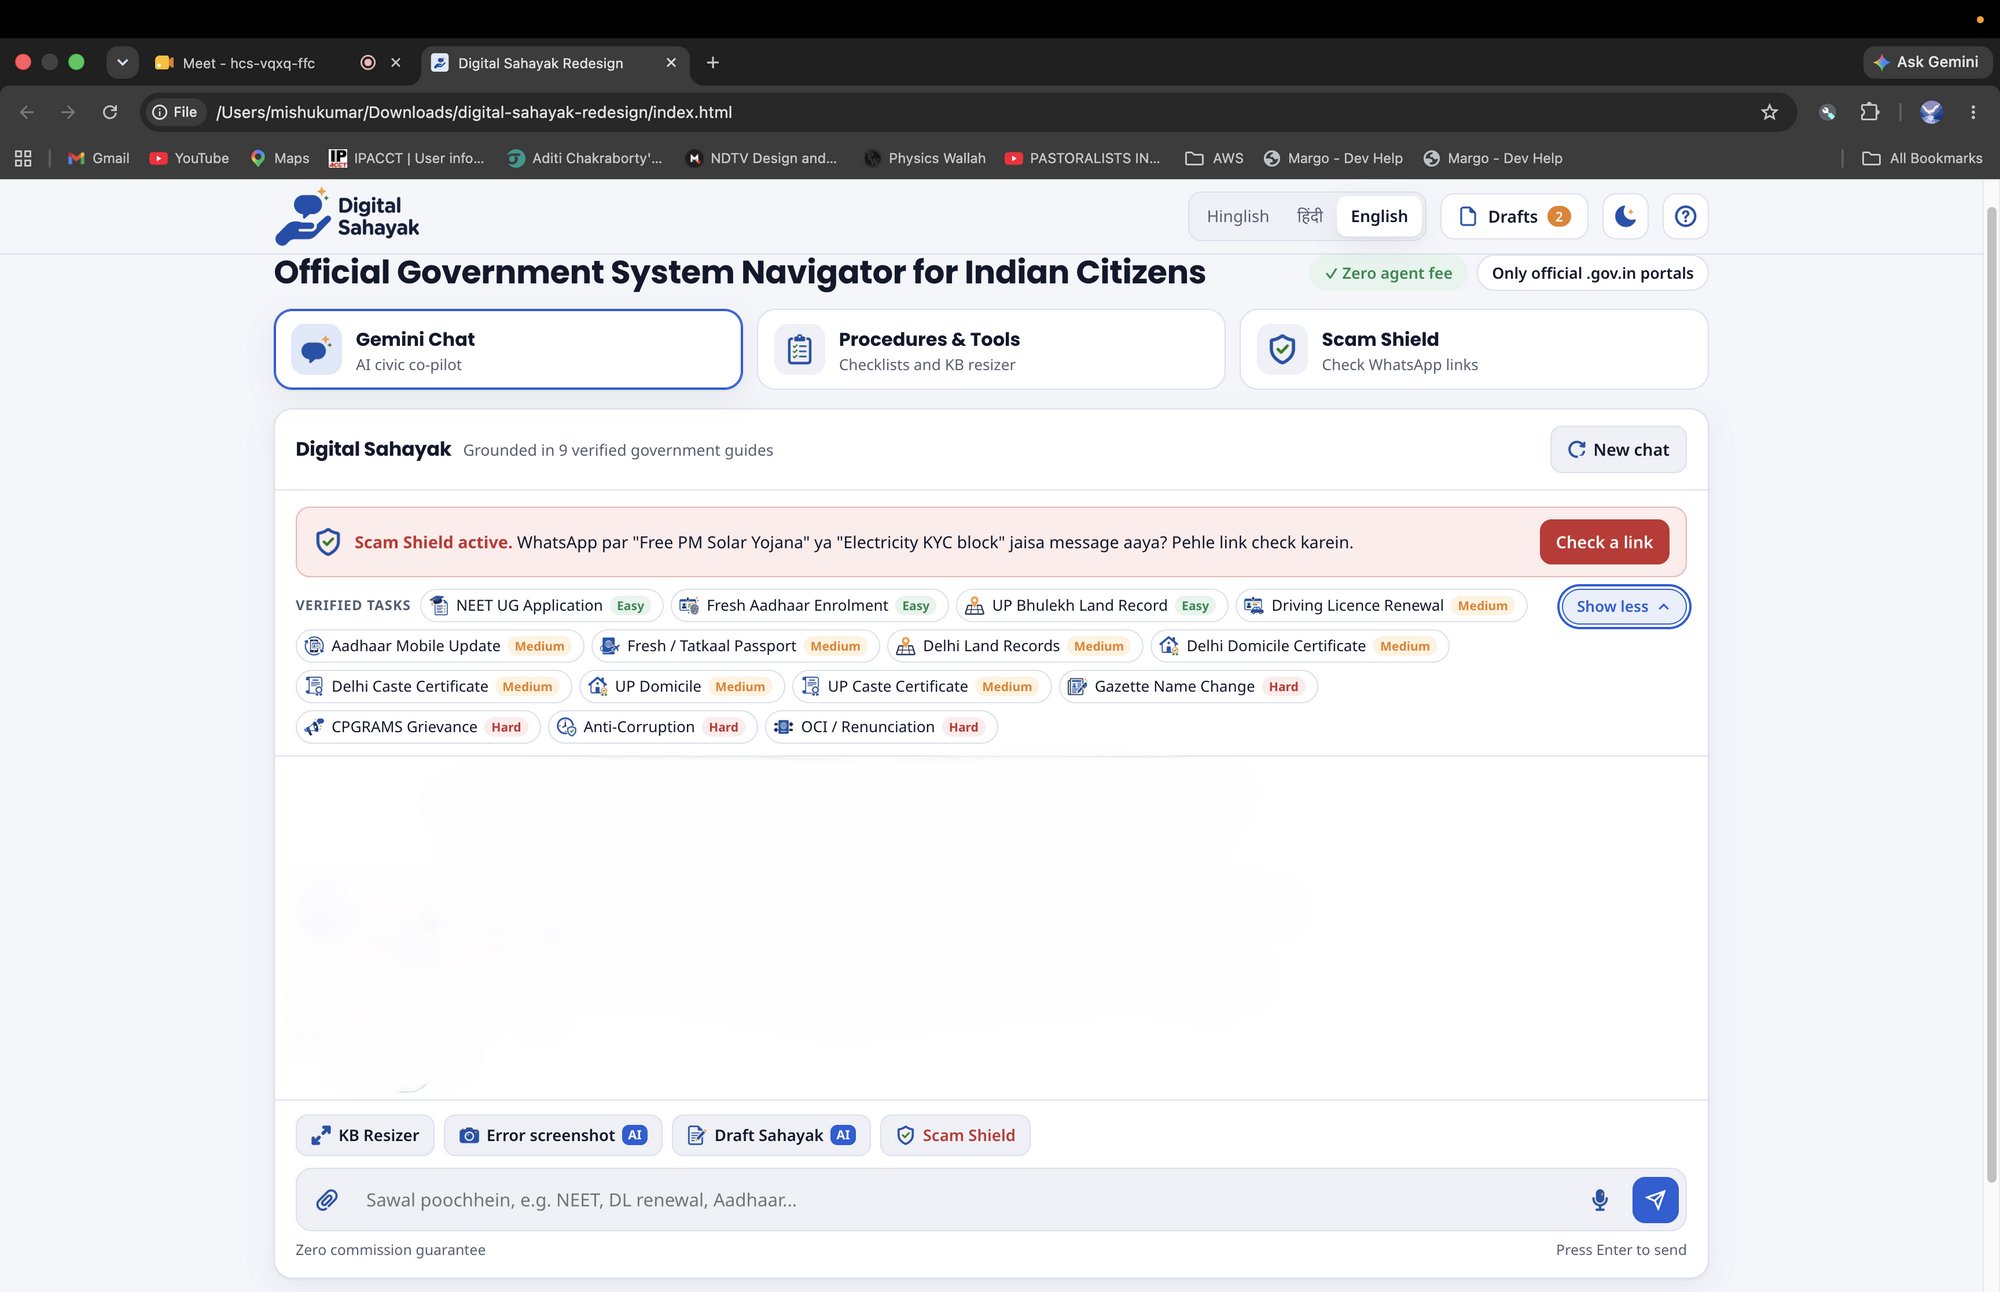 Meet - hcs-vqxq-ffc
Digital Sahayak Redesign
Ask Gemini
File /Users/mishukumar/Downloads/digital-sahayak-redesign/index.html
Gmail YouTube Maps IPACCT | User info... Aditi Chakraborty'... NDTV Design and... Physics Wallah PASTORALISTS IN... AWS Margo - Dev Help Margo - Dev Help All Bookmarks
Digital
Sahayak
Hinglish हिंदी English Drafts 2
Official Government System Navigator for Indian Citizens
✓ Zero agent fee
Only official .gov.in portals
Gemini Chat
AI civic co-pilot
Procedures & Tools
Checklists and KB resizer
Scam Shield
Check WhatsApp links
Digital Sahayak Grounded in 9 verified government guides
New chat
Scam Shield active. WhatsApp par "Free PM Solar Yojana" ya "Electricity KYC block" jaisa message aaya? Pehle link check karein.
Check a link
VERIFIED TASKS NEET UG Application Easy Fresh Aadhaar Enrolment Easy UP Bhulekh Land Record Easy Driving Licence Renewal Medium Show less
Aadhaar Mobile Update Medium Fresh / Tatkaal Passport Medium Delhi Land Records Medium Delhi Domicile Certificate Medium
Delhi Caste Certificate Medium UP Domicile Medium UP Caste Certificate Medium Gazette Name Change Hard
CPGRAMS Grievance Hard Anti-Corruption Hard OCI / Renunciation Hard
KB Resizer Error screenshot AI Draft Sahayak AI Scam Shield
Sawal poochhein, e.g. NEET, DL renewal, Aadhaar...
Zero commission guarantee
Press Enter to send